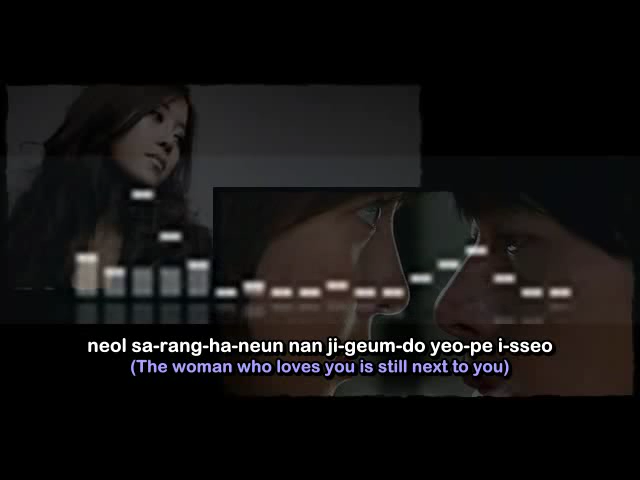 neol sa-rang-ha-neun nan ji-geum-do yeo-pe i-sseo
(The woman who loves you is still next to you)